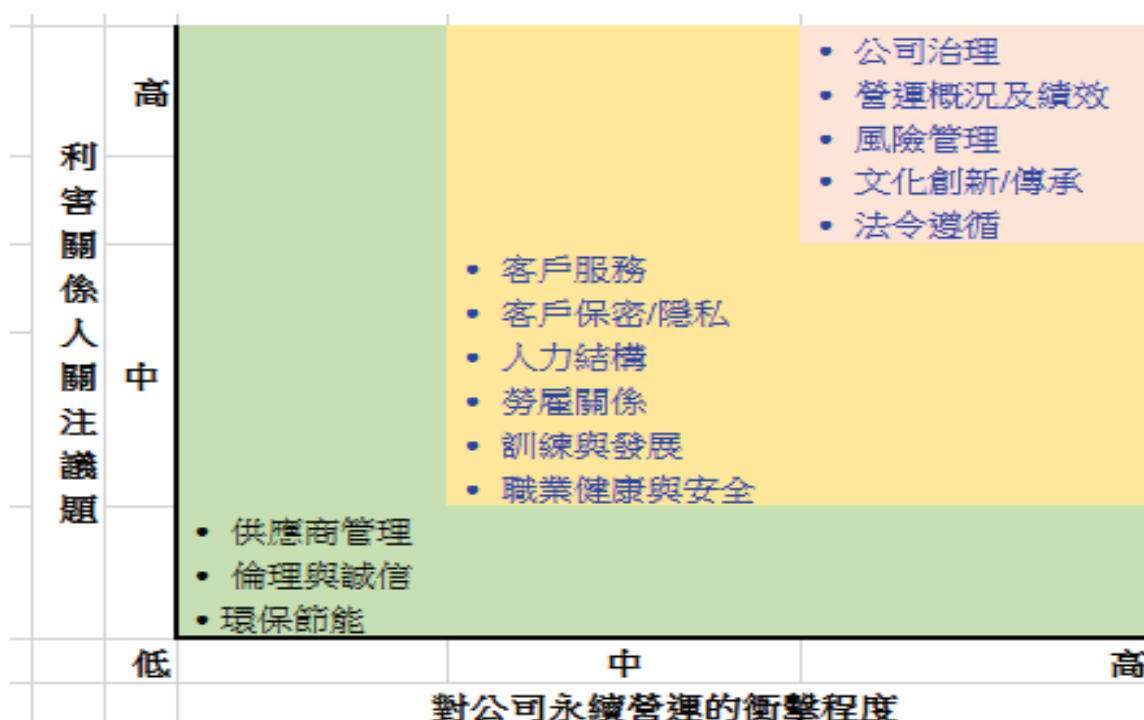 利害關係人關注議題
高
中
低
• 公司治理
• 營運概況及績效
• 風險管理
• 文化創新/傳承
• 法令遵循
• 客戶服務
• 客戶保密/隱私
• 人力結構
• 勞雇關係
• 訓練與發展
• 職業健康與安全
• 供應商管理
• 倫理與誠信
• 環保節能
中
高
對公司永續營運的衝擊程度